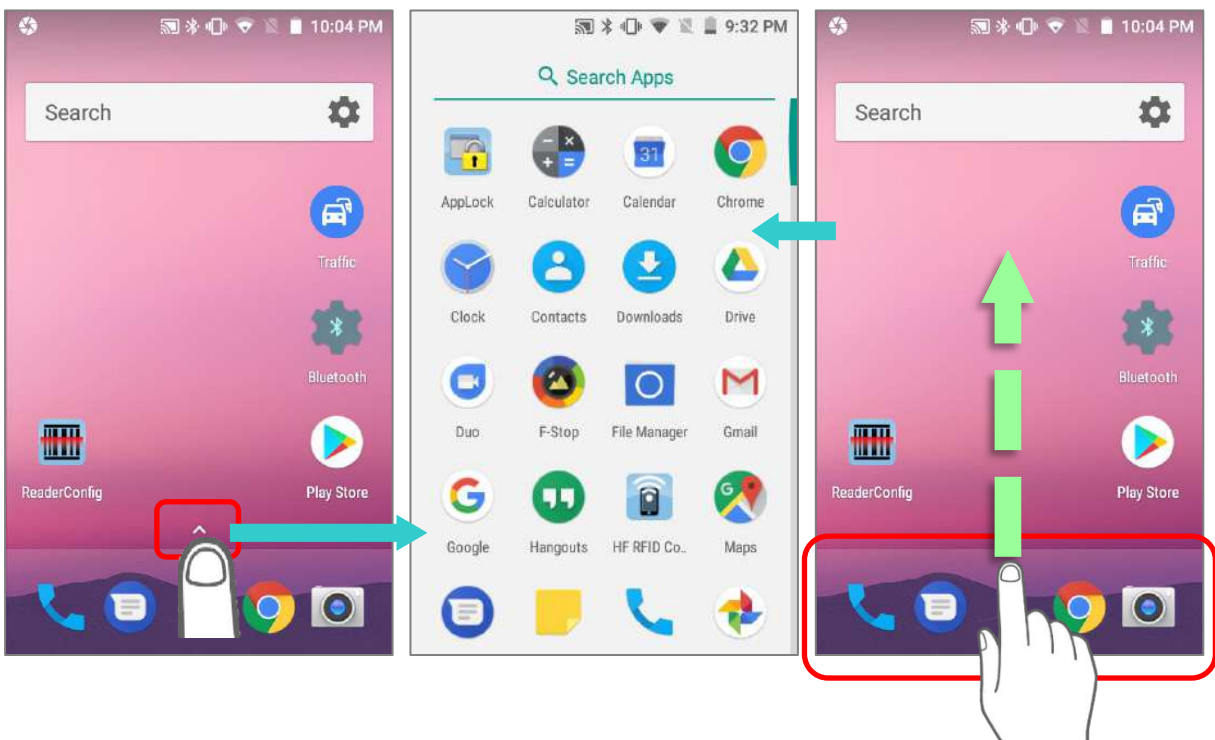 10:04 PM
Search
Traffic
Bluetooth
ReaderConfig
Play Store
9:32 PM
Search Apps
AppLock Calculator Calendar Chrome
31
Clock Contacts Downloads Drive
Duo F-Stop File Manager Gmail
Google Hangouts HF RFID Co.. Maps
10:04 PM
Search
Traffic
Bluetooth
ReaderConfig
Play Store